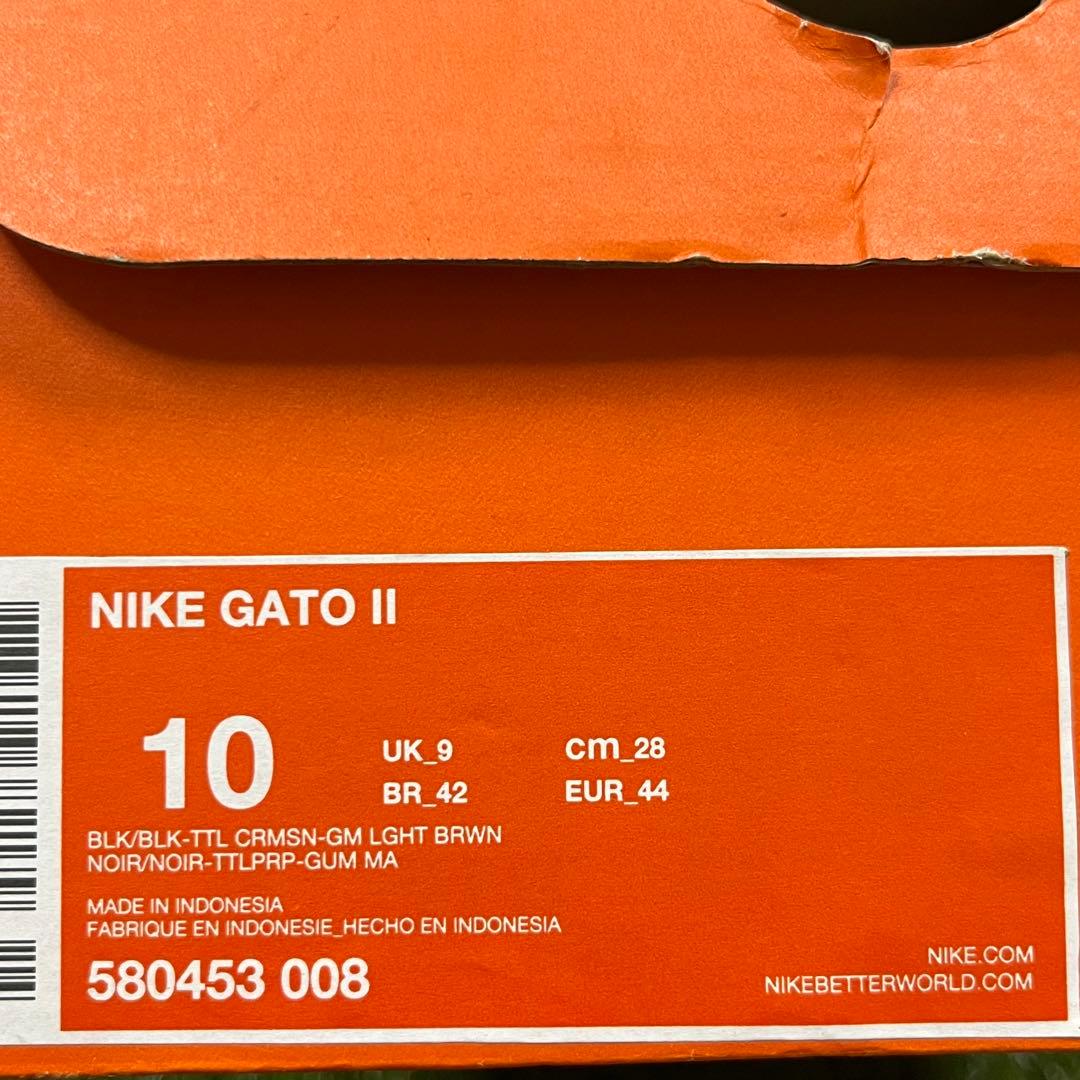 NIKE GATO II
10
UK_9 cm_28
BR_42 EUR_44
BLK/BLK-TTL CRMSN-GM LGHT BRWN
NOIR/NOIR-TTLPRP-GUM MA
MADE IN INDONESIA
FABRIQUE EN INDONESIE_HECHO EN INDONESIA
580453 008
NIKE.COM
NIKEBETTERWORLD.COM